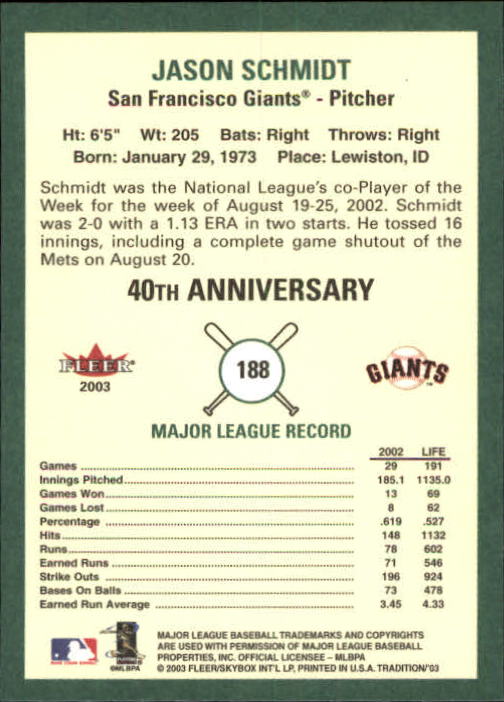 JASON SCHMIDT
San Francisco Giants® - Pitcher
Ht: 6'5" Wt: 205 Bats: Right Throws: Right
Born: January 29, 1973 Place: Lewiston, ID
Schmidt was the National League's co-Player of the
Week for the week of August 19-25, 2002. Schmidt
was 2-0 with a 1.13 ERA in two starts. He tossed 16
innings, including a complete game shutout of the
Mets on August 20.
40TH ANNIVERSARY
FLEER®
2003
188
GIANTS™
MAJOR LEAGUE RECORD
2002 LIFE
Games 29 191
Innings Pitched 185.1 1135.0
Games Won 13 69
Games Lost 8 62
Percentage .619 .527
Hits 148 1132
Runs 78 602
Earned Runs 71 546
Strike Outs 196 924
Bases On Balls 73 478
Earned Run Average 3.45 4.33
©MLBPA
MAJOR LEAGUE BASEBALL TRADEMARKS AND COPYRIGHTS
ARE USED WITH PERMISSION OF MAJOR LEAGUE BASEBALL
PROPERTIES, INC. OFFICIAL LICENSEE – MLBPA
© 2003 FLEER/SKYBOX INT'L LP, PRINTED IN U.S.A. TRADITION/'03